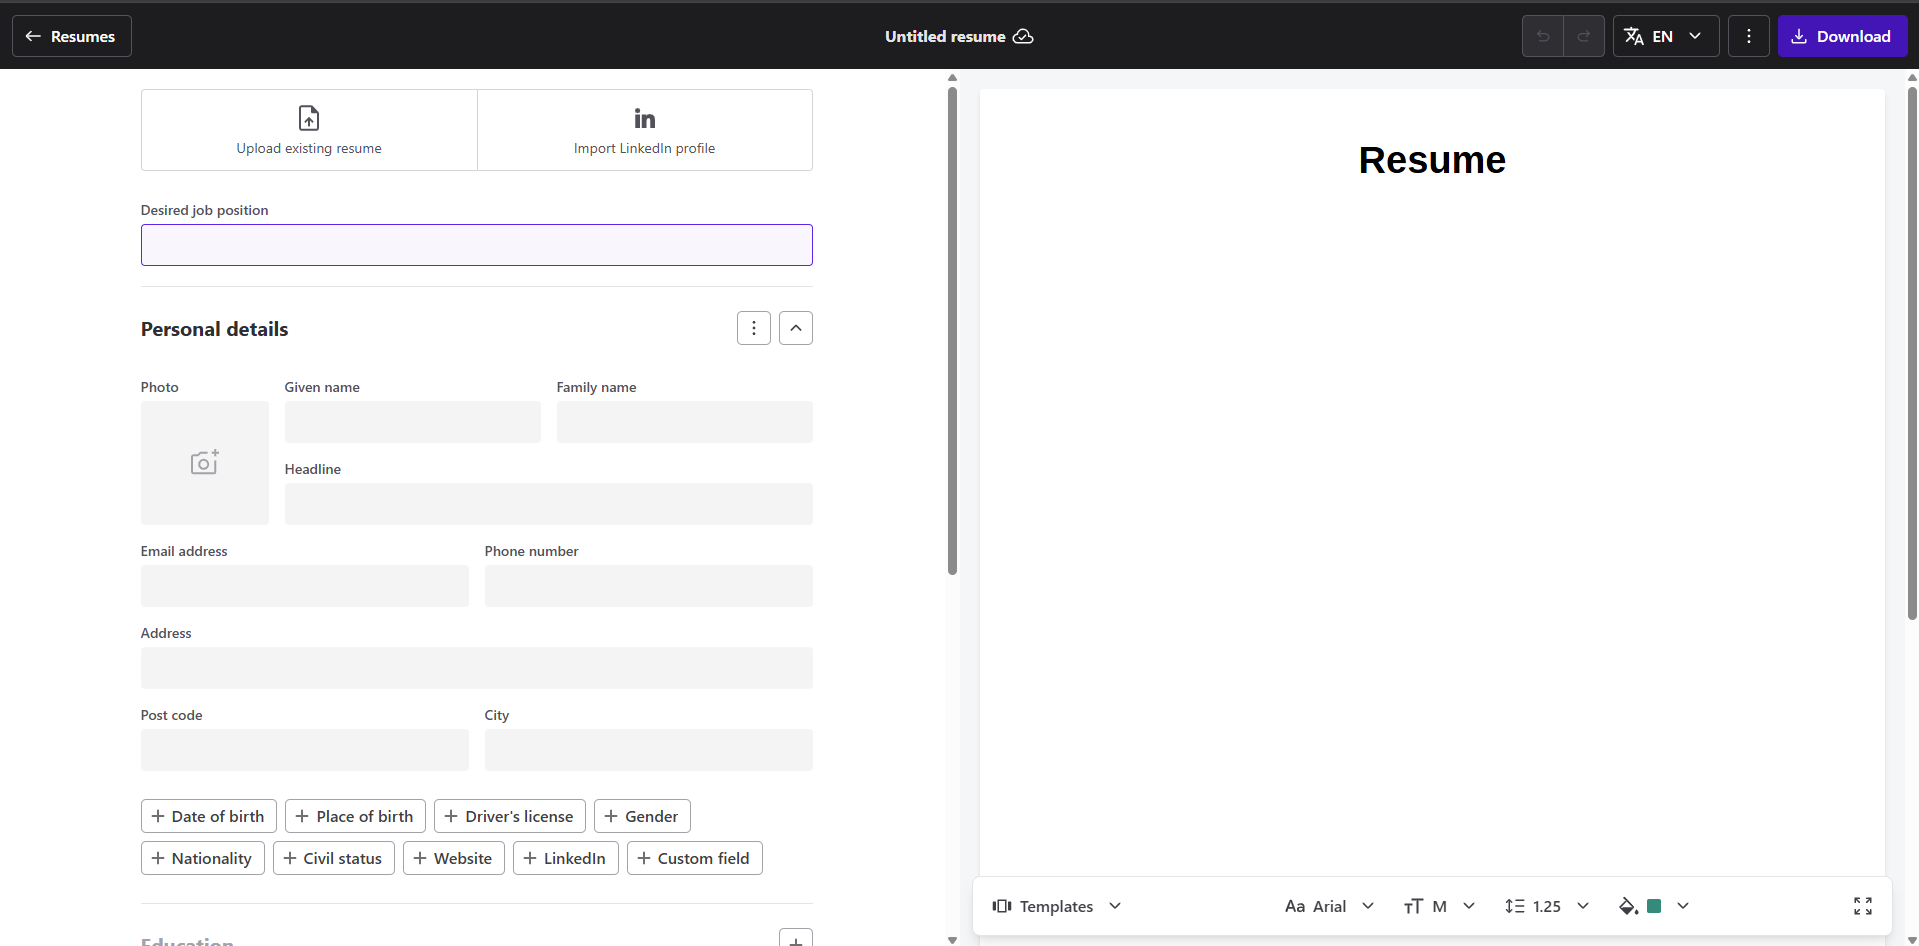 Resumes
Untitled resume
EN
Download
Upload existing resume
Import LinkedIn profile
Desired job position
Personal details
Photo
Given name
Family name
Headline
Email address
Phone number
Address
Post code
City
Date of birth
Place of birth
Driver's license
Gender
Nationality
Civil status
Website
LinkedIn
Custom field
Education
Resume
Templates
Aa Arial
M
1.25